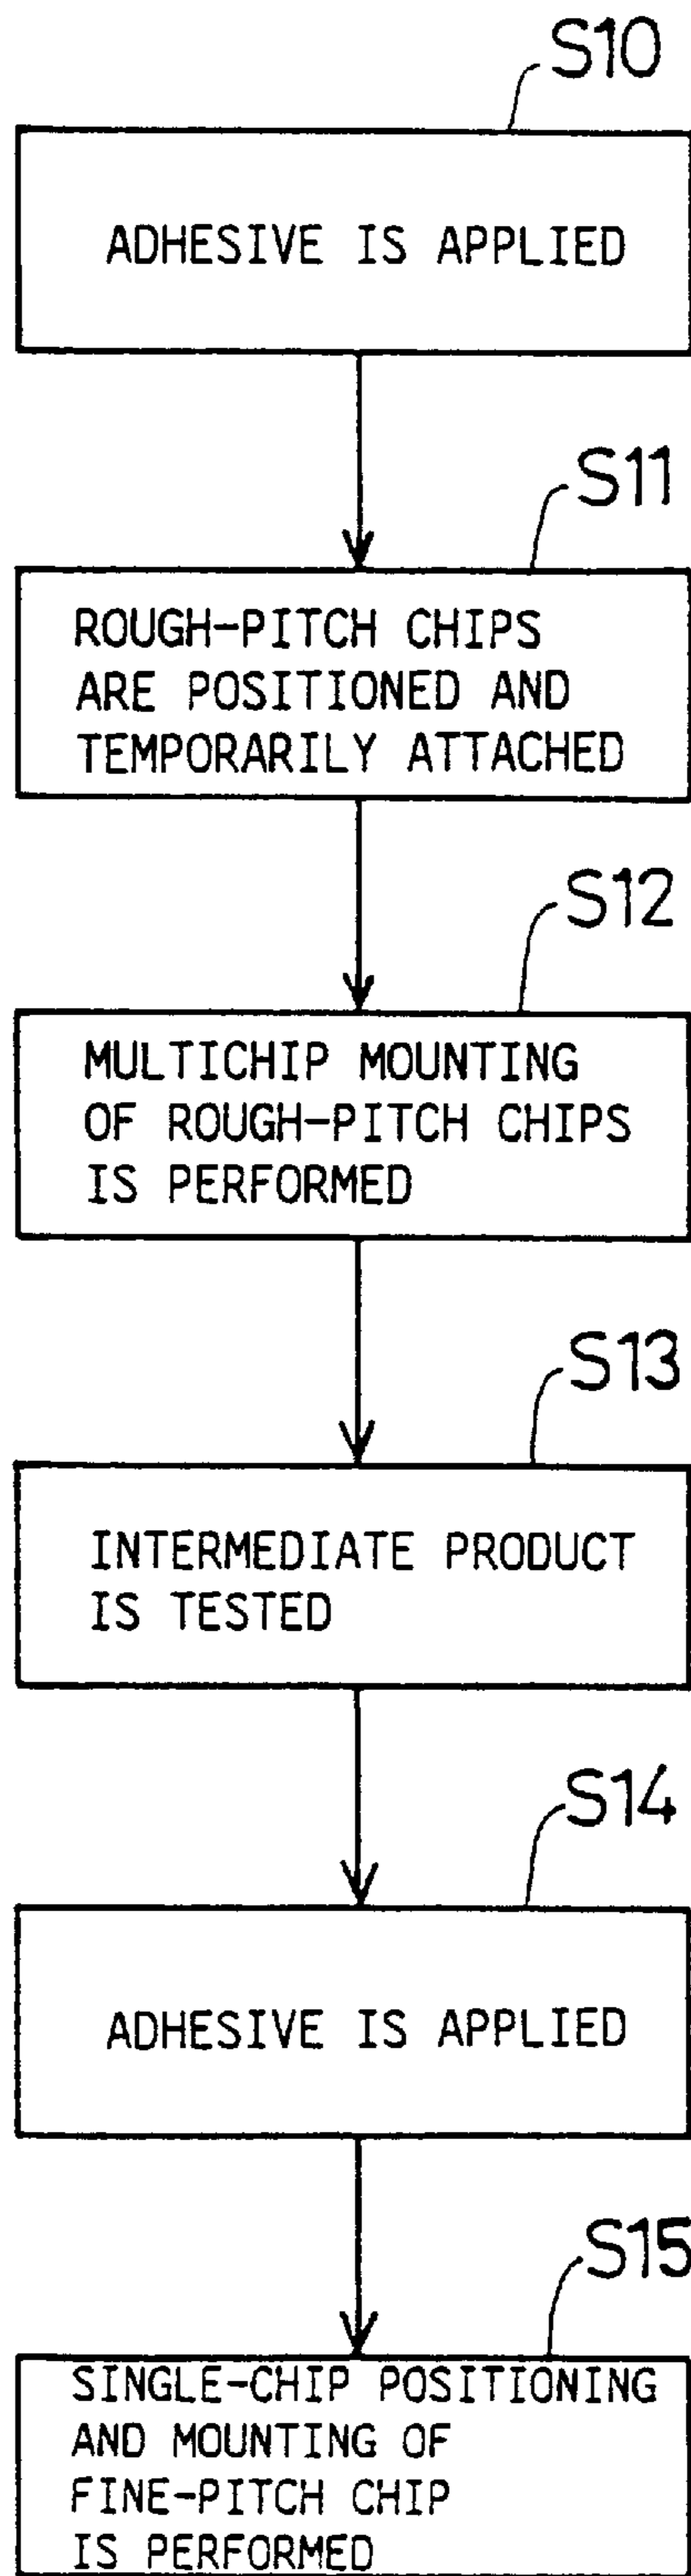 S10
ADHESIVE IS APPLIED
S11
ROUGH-PITCH CHIPS
ARE POSITIONED AND
TEMPORARILY ATTACHED
S12
MULTICHIP MOUNTING
OF ROUGH-PITCH CHIPS
IS PERFORMED
S13
INTERMEDIATE PRODUCT
IS TESTED
S14
ADHESIVE IS APPLIED
S15
SINGLE-CHIP POSITIONING
AND MOUNTING OF
FINE-PITCH CHIP
IS PERFORMED